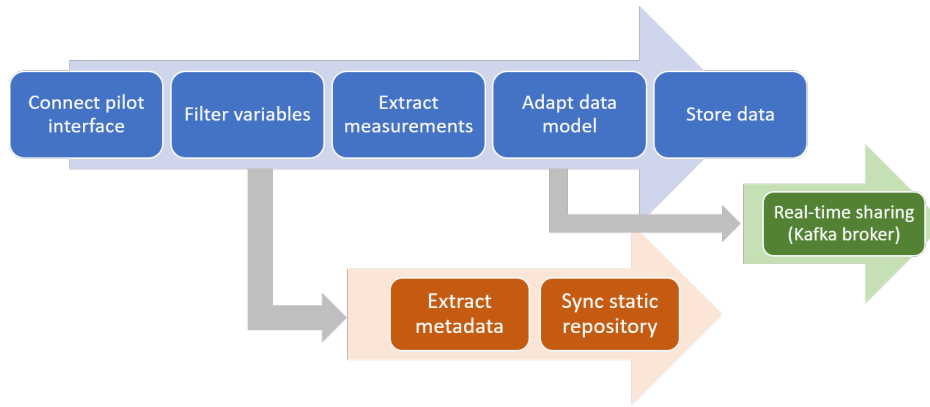 Connect pilot
interface
Filter variables
Extract
measurements
Adapt data
model
Store data
Real-time sharing
(Kafka broker)
Extract
metadata
Sync static
repository